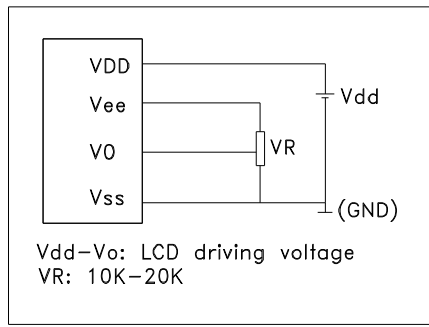 VDD
Vdd
Vee
VR
V0
Vss
(GND)
Vdd-Vo: LCD driving voltage
VR: 10K-20K